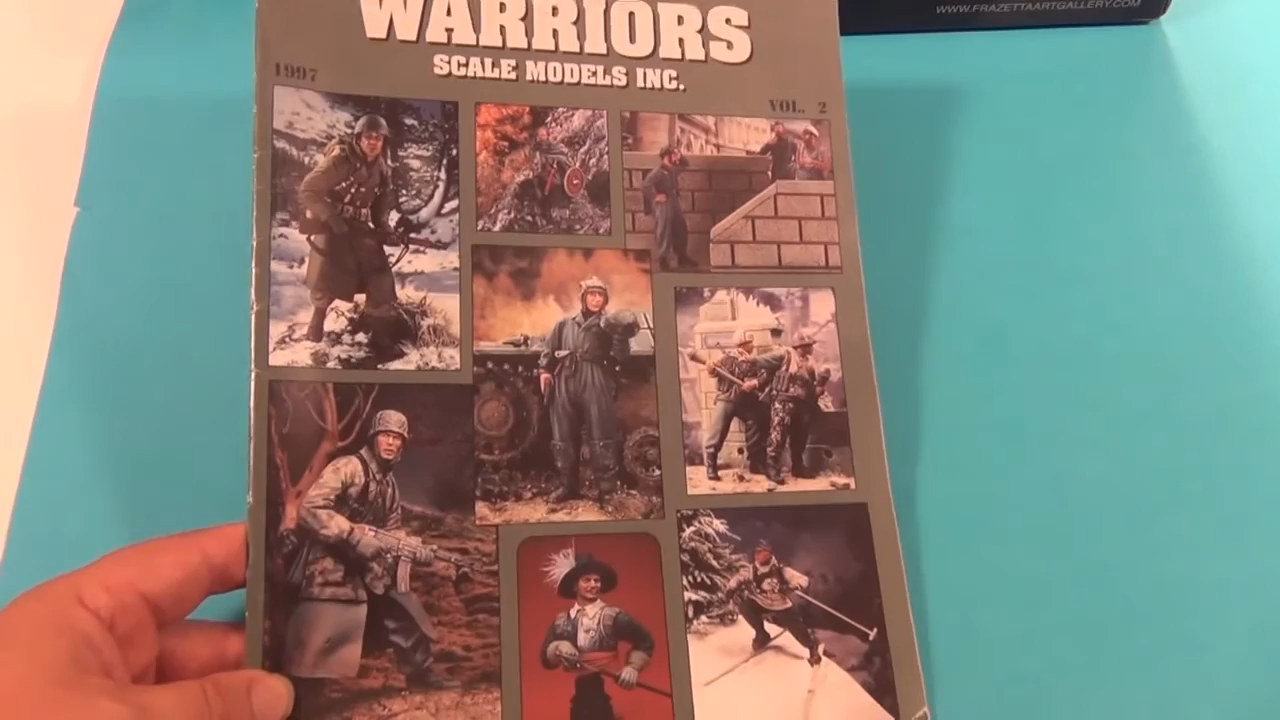 WWW.FRAZETTAARTGALLERY.COM
WARRIORS
SCALE MODELS INC.
1997
VOL. 2